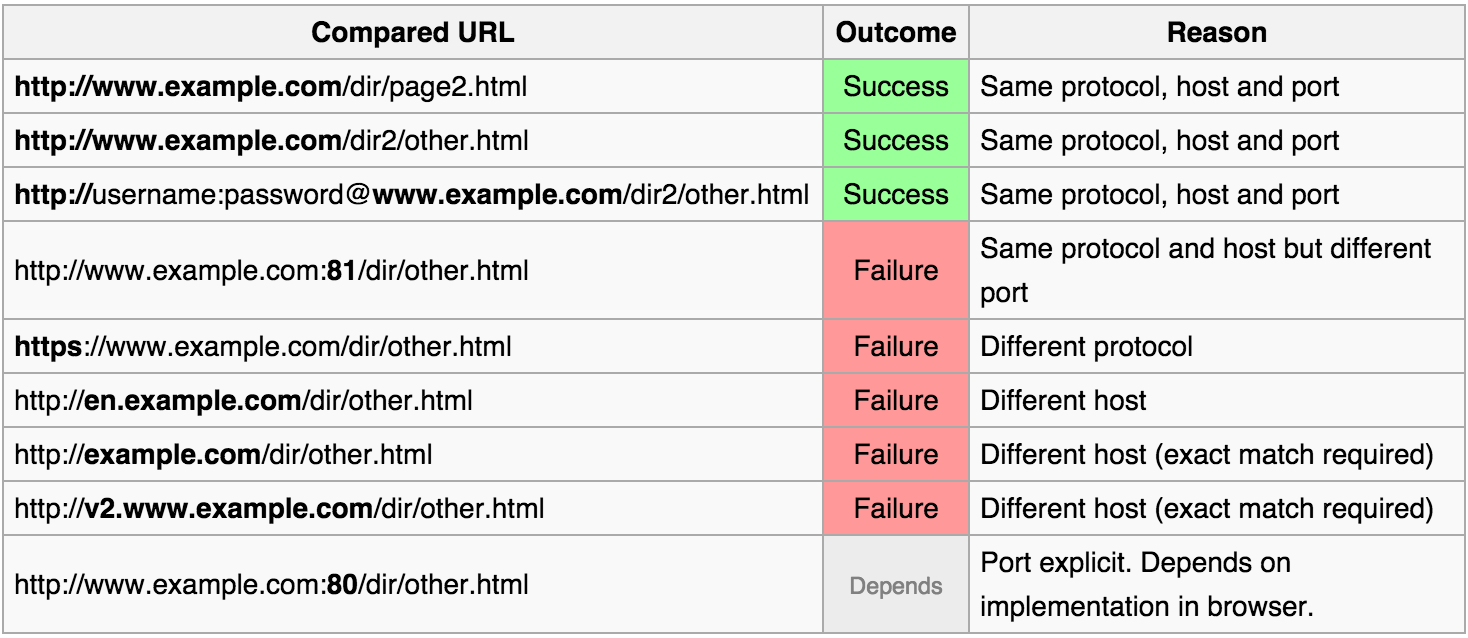 Compared URL Outcome Reason
http://www.example.com/dir/page2.html Success Same protocol, host and port
http://www.example.com/dir2/other.html Success Same protocol, host and port
http://username:password@www.example.com/dir2/other.html Success Same protocol, host and port
http://www.example.com:81/dir/other.html Failure Same protocol and host but different
port
https://www.example.com/dir/other.html Failure Different protocol
http://en.example.com/dir/other.html Failure Different host
http://example.com/dir/other.html Failure Different host (exact match required)
http://v2.www.example.com/dir/other.html Failure Different host (exact match required)
http://www.example.com:80/dir/other.html Depends Port explicit. Depends on
implementation in browser.